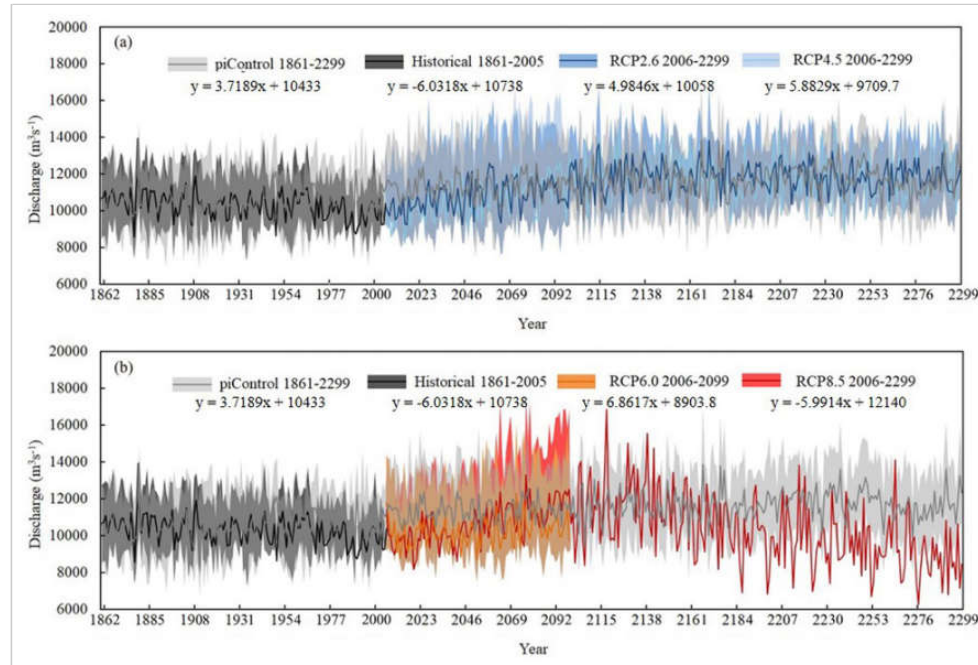 20000
(a)
18000
piControl 1861-2299 Historical 1861-2005 RCP2.6 2006-2299 RCP4.5 2006-2299
y = 3.7189x + 10433 y = -6.0318x + 10738 y = 4.9846x + 10058 y = 5.8829x + 9709.7
16000
14000
12000
10000
8000
6000
Discharge (m³s⁻¹)
1862 1885 1908 1931 1954 1977 2000 2023 2046 2069 2092 2115 2138 2161 2184 2207 2230 2253 2276 2299
Year
20000
(b)
18000
piControl 1861-2299 Historical 1861-2005 RCP6.0 2006-2099 RCP8.5 2006-2299
y = 3.7189x + 10433 y = -6.0318x + 10738 y = 6.8617x + 8903.8 y = -5.9914x + 12140
16000
14000
12000
10000
8000
6000
Discharge (m³s⁻¹)
1862 1885 1908 1931 1954 1977 2000 2023 2046 2069 2092 2115 2138 2161 2184 2207 2230 2253 2276 2299
Year